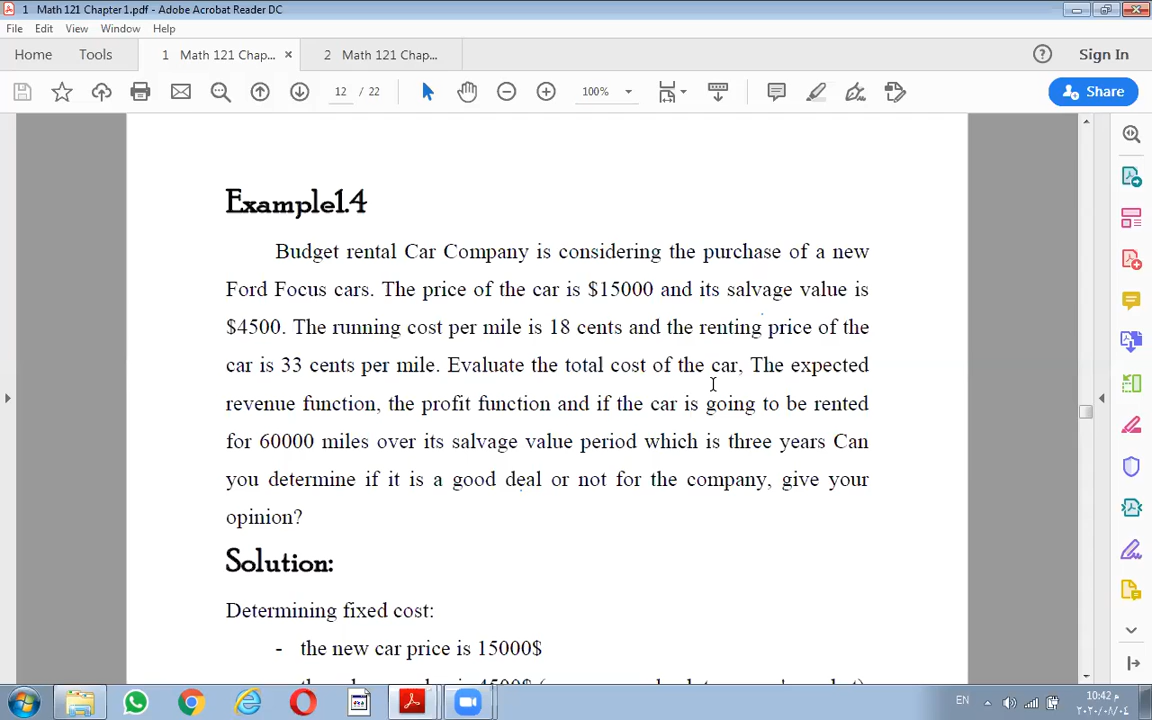 1 Math 121 Chapter 1.pdf - Adobe Acrobat Reader DC
File Edit View Window Help
Home Tools 1 Math 121 Chap... × 2 Math 121 Chap... Sign In
12 / 22 100% Share
Example1.4
Budget rental Car Company is considering the purchase of a new
Ford Focus cars. The price of the car is $15000 and its salvage value is
$4500. The running cost per mile is 18 cents and the renting price of the
car is 33 cents per mile. Evaluate the total cost of the car, The expected
revenue function, the profit function and if the car is going to be rented
for 60000 miles over its salvage value period which is three years Can
you determine if it is a good deal or not for the company, give your
opinion?
Solution:
Determining fixed cost:
- the new car price is 15000$
EN
10:42 م
٢٠٢٠/٠٨/٠٤